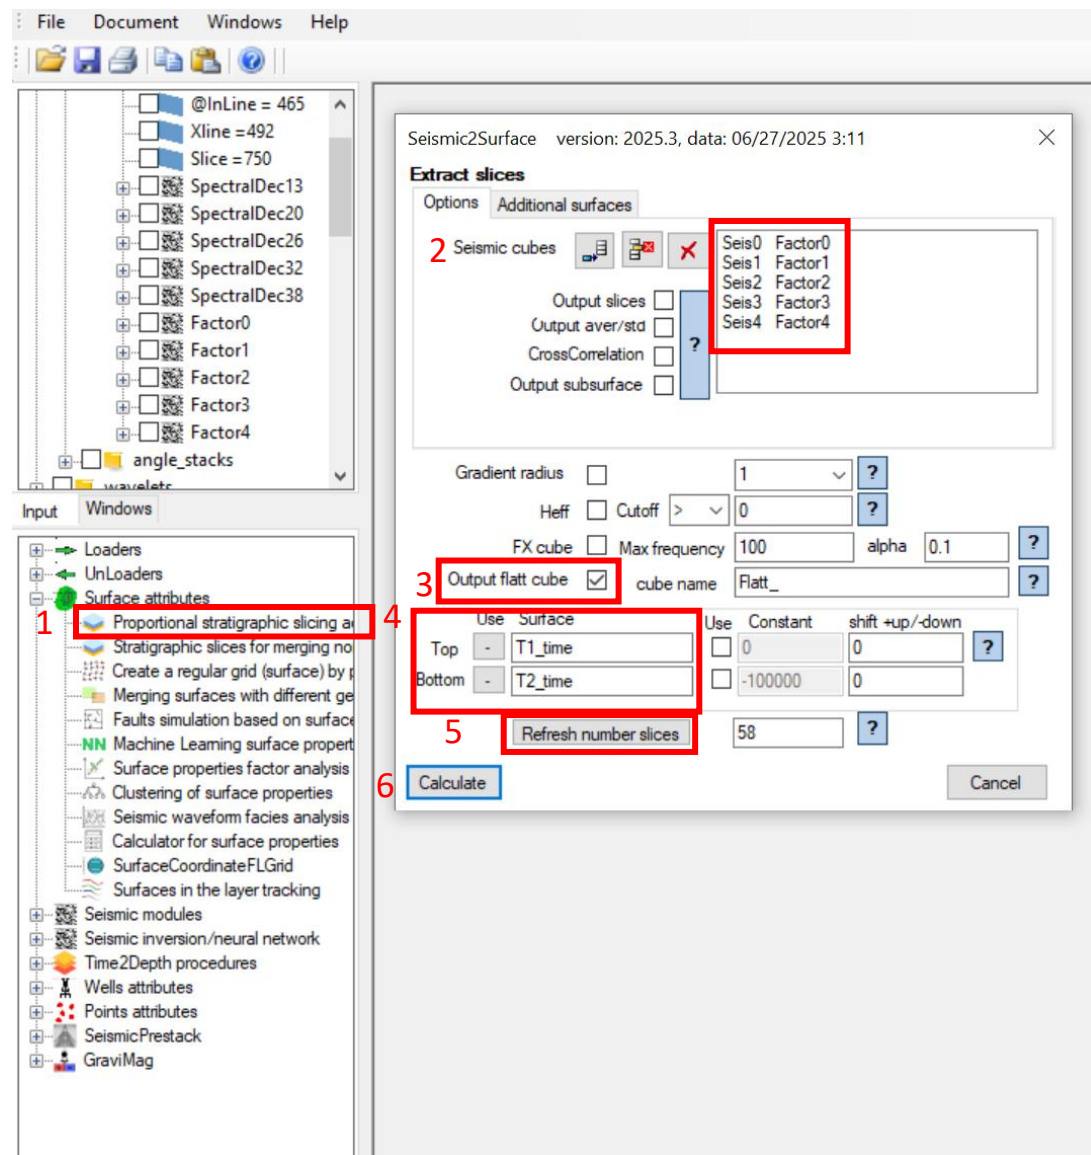 File Document Windows Help
@InLine = 465
Xline =492
Slice =750
SpectralDec13
SpectralDec20
SpectralDec26
SpectralDec32
SpectralDec38
Factor0
Factor1
Factor2
Factor3
Factor4
angle_stacks
wavelets
Input Windows
Loaders
UnLoaders
Surface attributes
1 Proportional stratigraphic slicing a
Stratigraphic slices for merging no
Create a regular grid (surface) by p
Merging surfaces with different ge
Faults simulation based on surface
NN Machine Learning surface propert
Surface properties factor analysis
Clustering of surface properties
Seismic waveform facies analysis
Calculator for surface properties
SurfaceCoordinateFLGrid
Surfaces in the layer tracking
Seismic modules
Seismic inversion/neural network
Time2Depth procedures
Wells attributes
Points attributes
SeismicPrestack
GraviMag
Seismic2Surface version: 2025.3, data: 06/27/2025 3:11
Extract slices
Options Additional surfaces
2 Seismic cubes
Seis0 Factor0
Seis1 Factor1
Seis2 Factor2
Seis3 Factor3
Seis4 Factor4
Output slices
Output aver/std
CrossCorrelation
Output subsurface
?
Gradient radius 1 ?
Heff Cutoff > 0 ?
FX cube Max frequency 100 alpha 0.1 ?
3 Output flatt cube cube name Flatt_ ?
4 Use Surface Use Constant shift +up/-down
Top - T1_time 0 0 ?
Bottom - T2_time -100000 0
5 Refresh number slices 58 ?
6 Calculate Cancel